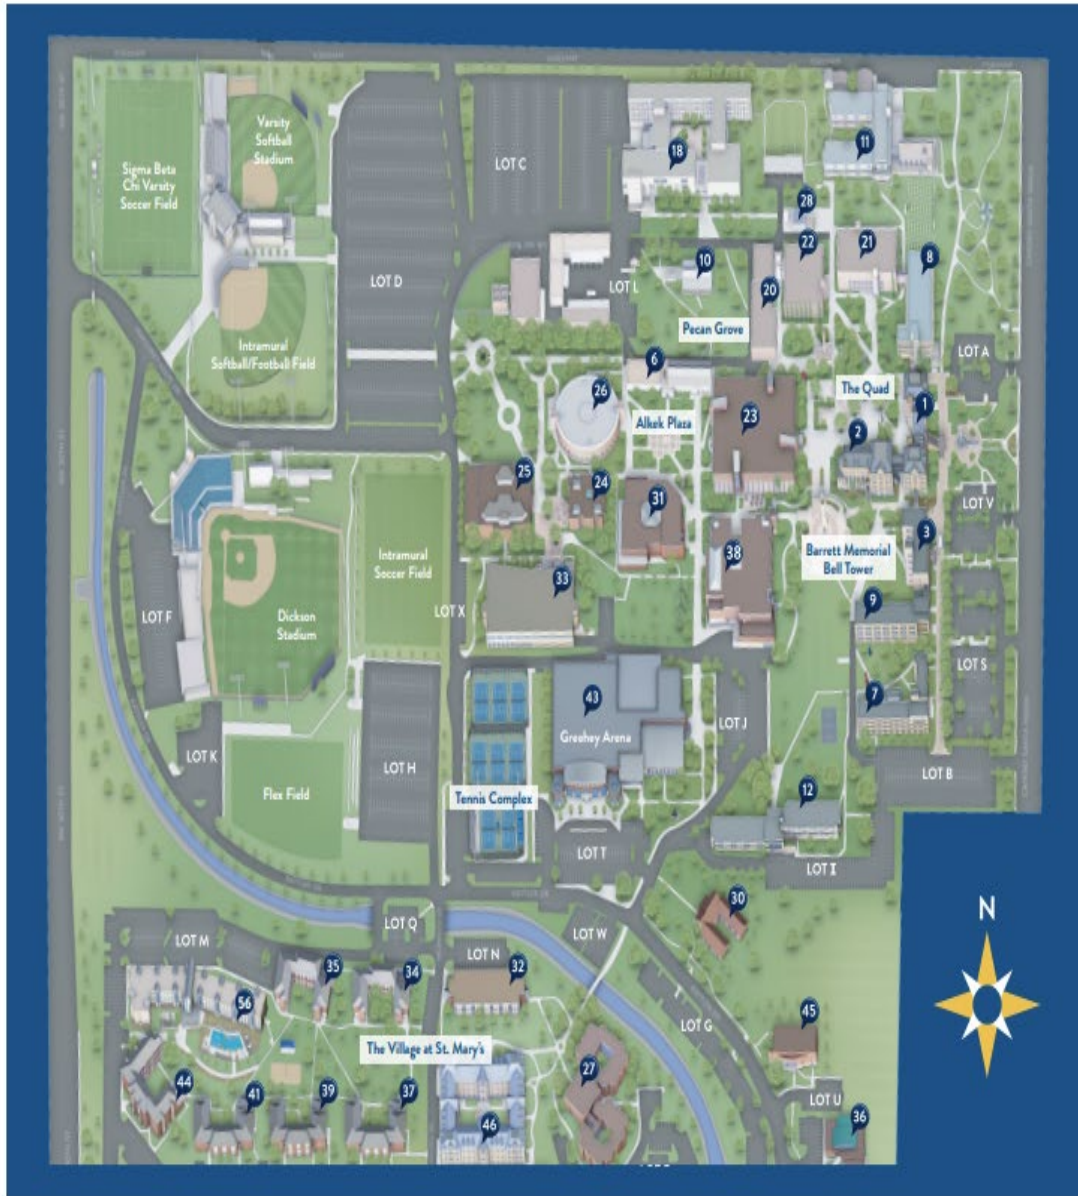 Varsity
Softball
Stadium
Sigma Beta
Chi Varsity
Soccer Field
LOT C
18
11
28
22
21
8
10
20
LOT D
LOT L
Pecan Grove
Intramural
Softball/Football Field
6
LOT A
26
The Quad
1
Alkek Plaza
23
2
25
24
31
LOT V
3
38
Barrett Memorial
Bell Tower
Intramural
Soccer Field
33
9
LOT F
LOT X
Dickson
Stadium
LOT S
43
7
LOT J
Greehey Arena
LOT K
LOT H
LOT B
Flex Field
Tennis Complex
12
LOT T
LOT I
30
LOT Q
LOT W
N
LOT M
LOT N
35
34
32
56
45
LOT G
The Village at St. Mary's
27
44
41
39
37
LOT U
46
36